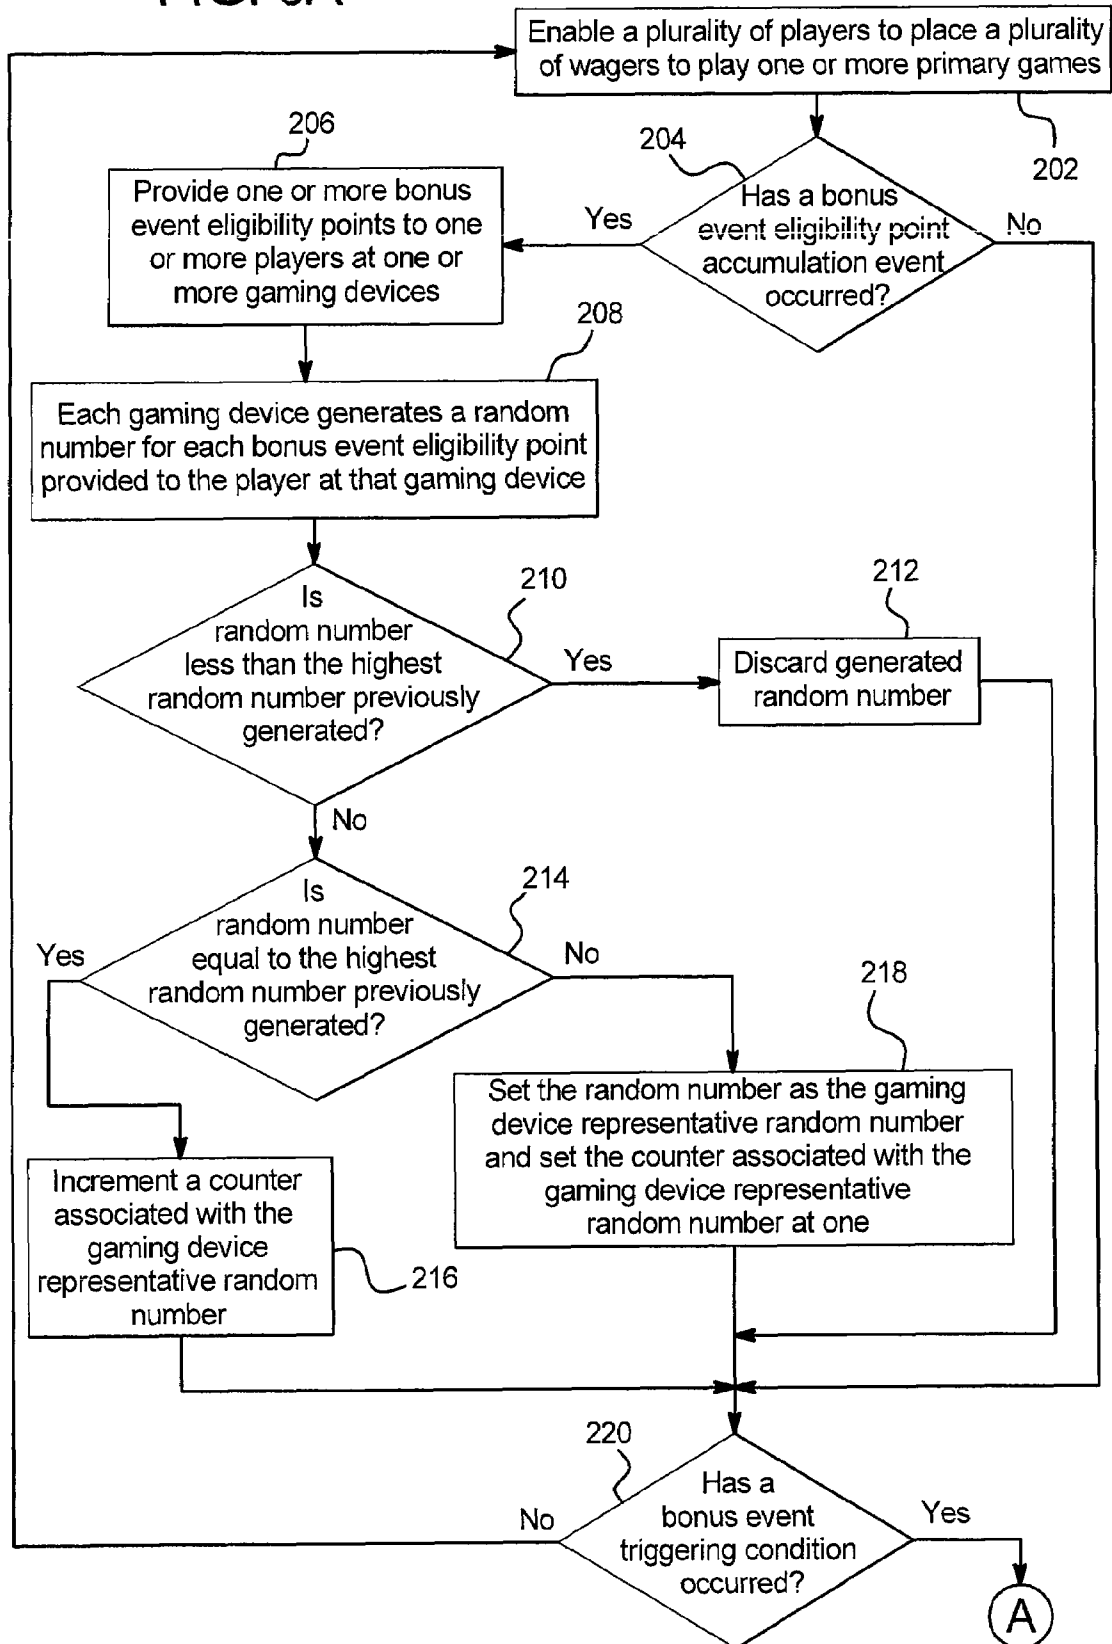 Enable a plurality of players to place a plurality
of wagers to play one or more primary games
202
204
Has a bonus
event eligibility point
accumulation event
occurred?
Yes
No
206
Provide one or more bonus
event eligibility points to one
or more players at one or
more gaming devices
208
Each gaming device generates a random
number for each bonus event eligibility point
provided to the player at that gaming device
210
Is
random number
less than the highest
random number previously
generated?
Yes
No
212
Discard generated
random number
214
Is
random number
equal to the highest
random number previously
generated?
Yes
No
218
Set the random number as the gaming
device representative random number
and set the counter associated with the
gaming device representative
random number at one
Increment a counter
associated with the
gaming device
representative random
number
216
220
Has a
bonus event
triggering condition
occurred?
No
Yes
A